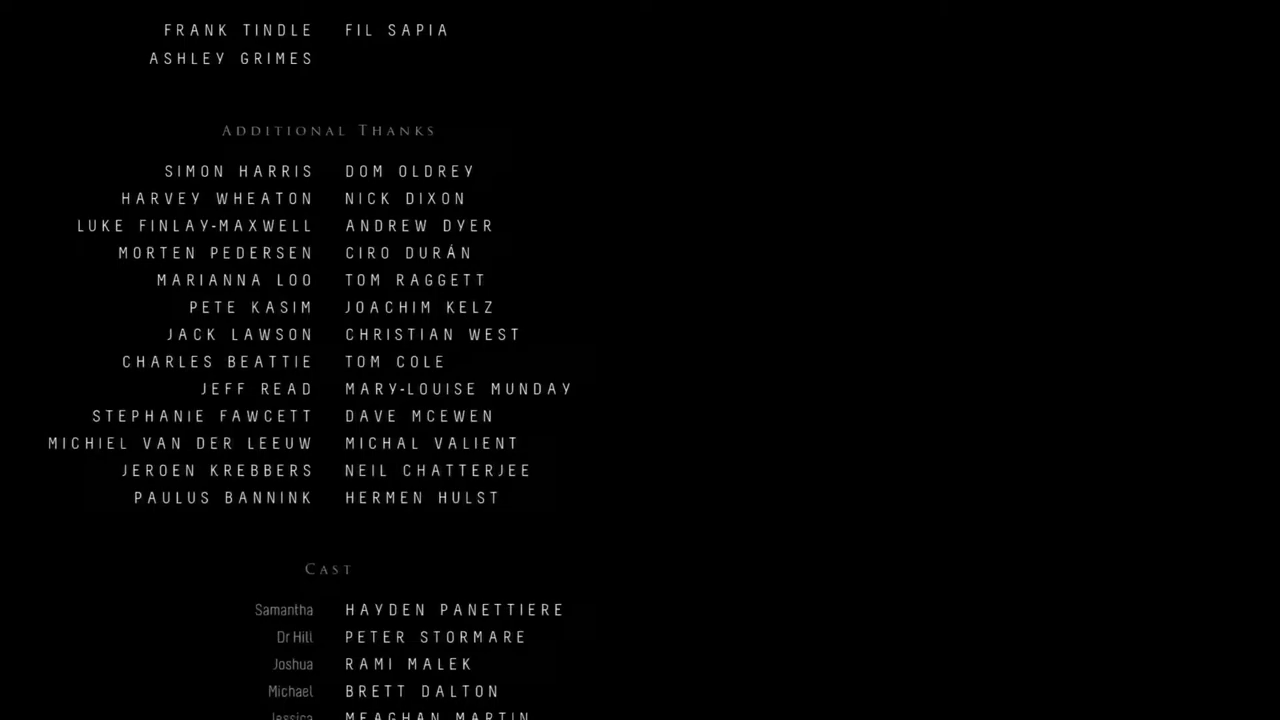 FRANK TINDLE FIL SAPIA
ASHLEY GRIMES
ADDITIONAL THANKS
SIMON HARRIS DOM OLDREY
HARVEY WHEATON NICK DIXON
LUKE FINLAY-MAXWELL ANDREW DYER
MORTEN PEDERSEN CIRO DURÁN
MARIANNA LOO TOM RAGGETT
PETE KASIM JOACHIM KELZ
JACK LAWSON CHRISTIAN WEST
CHARLES BEATTIE TOM COLE
JEFF READ MARY-LOUISE MUNDAY
STEPHANIE FAWCETT DAVE MCEWEN
MICHIEL VAN DER LEEUW MICHAL VALIENT
JEROEN KREBBERS NEIL CHATTERJEE
PAULUS BANNINK HERMEN HULST
CAST
Samantha HAYDEN PANETTIERE
Dr Hill PETER STORMARE
Joshua RAMI MALEK
Michael BRETT DALTON
Jessica MEAGHAN MARTIN